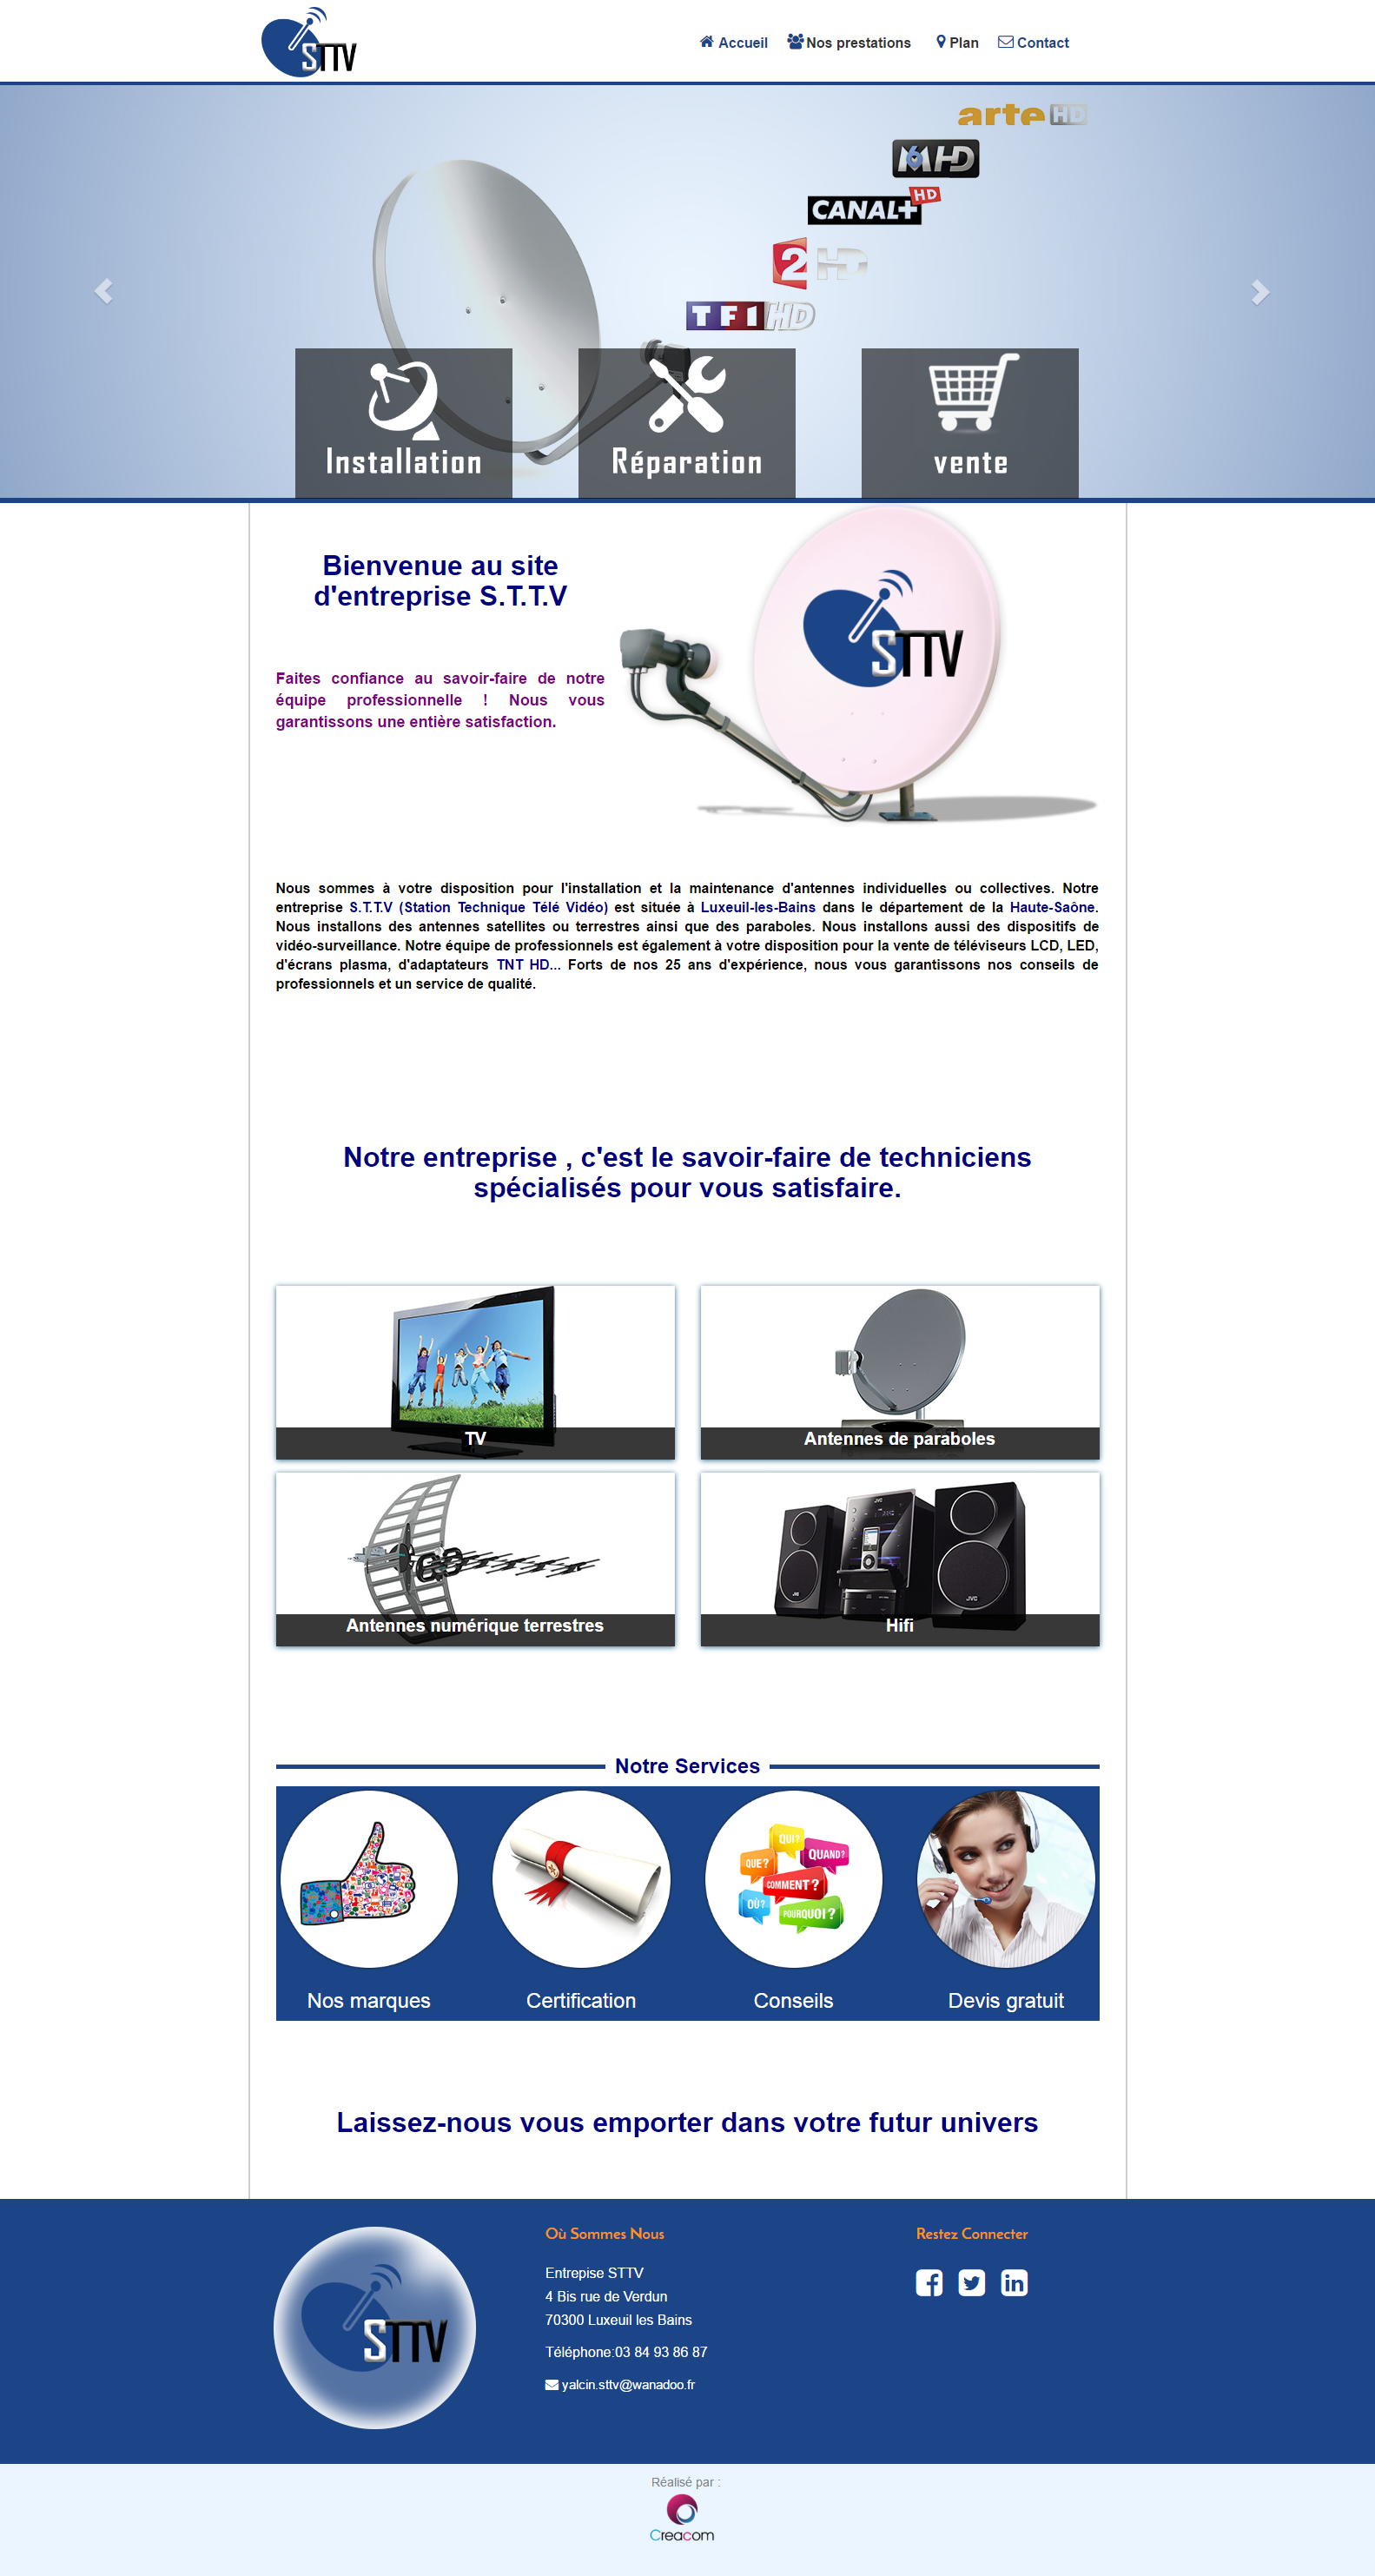 STTV
Accueil
Nos prestations
Plan
Contact
arte HD
M6 HD
CANAL+ HD
2 HD
TF1 HD
Installation
Réparation
vente
Bienvenue au site
d'entreprise S.T.T.V
STTV
Faites confiance au savoir-faire de notre
équipe professionnelle ! Nous vous
garantissons une entière satisfaction.
Nous sommes à votre disposition pour l'installation et la maintenance d'antennes individuelles ou collectives. Notre
entreprise S.T.T.V (Station Technique Télé Vidéo) est située à Luxeuil-les-Bains dans le département de la Haute-Saône.
Nous installons des antennes satellites ou terrestres ainsi que des paraboles. Nous installons aussi des dispositifs de
vidéo-surveillance. Notre équipe de professionnels est également à votre disposition pour la vente de téléviseurs LCD, LED,
d'écrans plasma, d'adaptateurs TNT HD... Forts de nos 25 ans d'expérience, nous vous garantissons nos conseils de
professionnels et un service de qualité.
Notre entreprise , c'est le savoir-faire de techniciens
spécialisés pour vous satisfaire.
TV
Antennes de paraboles
JVC
JVC
JVC
Antennes numérique terrestres
Hifi
Notre Services
QUI?
QUE?
QUAND?
COMMENT?
OÙ?
POURQUOI?
Nos marques
Certification
Conseils
Devis gratuit
Laissez-nous vous emporter dans votre futur univers
STTV
Où Sommes Nous
Entrepise STTV
4 Bis rue de Verdun
70300 Luxeuil les Bains
Téléphone:03 84 93 86 87
yalcin.sttv@wanadoo.fr
Restez Connecter
Réalisé par :
Creacom